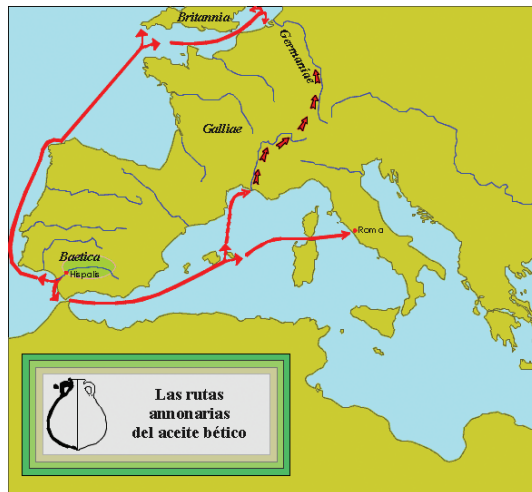 Britannia
Germaniae
Galliae
Roma
Baetica
Hispalis
Las rutas
annonarias
del aceite bético